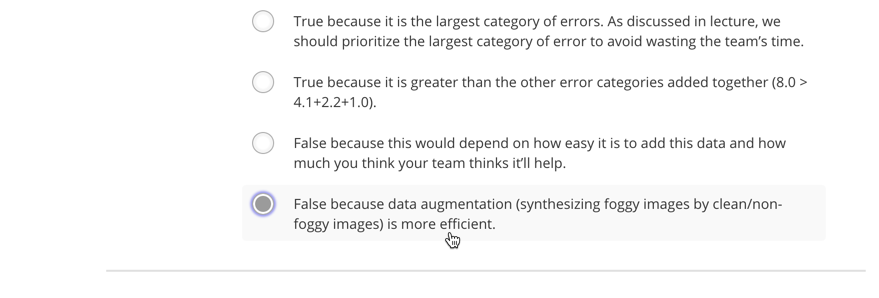 True because it is the largest category of errors. As discussed in lecture, we
should prioritize the largest category of error to avoid wasting the team's time.
True because it is greater than the other error categories added together (8.0 >
4.1+2.2+1.0).
False because this would depend on how easy it is to add this data and how
much you think your team thinks it'll help.
False because data augmentation (synthesizing foggy images by clean/non-
foggy images) is more efficient.